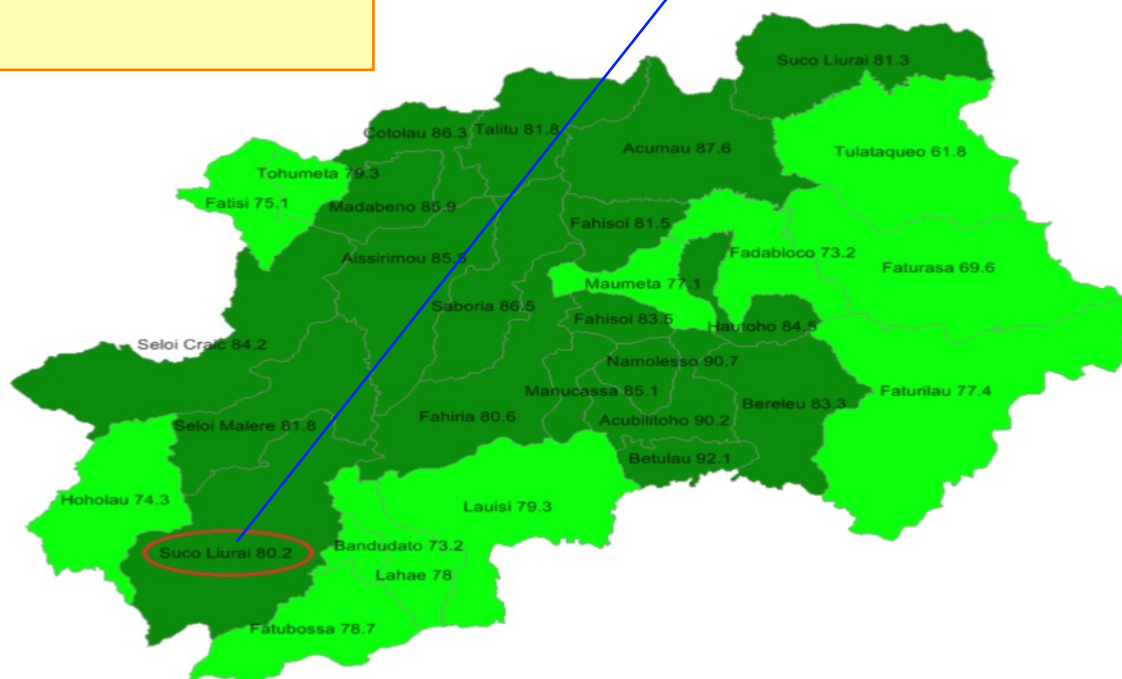 Suco Liurai 81.3
Cotolau 86.3
Talitu 81.8
Acumau 87.6
Tulataqueo 61.8
Tohumeta 79.3
Fatisi 75.1
Madabeno 85.9
Fahisoi 81.5
Aissirimou 85.5
Fadabloco 73.2
Faturasa 69.6
Maumeta 77.1
Saboria 86.5
Fahisoi 83.5
Hautoho 84.5
Seloi Craic 84.2
Namolesso 90.7
Manucassa 85.1
Faturilau 77.4
Bereleu 83.3
Fahiria 80.6
Acubilitoho 90.2
Seloi Malere 81.8
Betulau 92.1
Hoholau 74.3
Lauisi 79.3
Bandudato 73.2
Suco Liurai 80.2
Lahae 78
Fatubossa 78.7